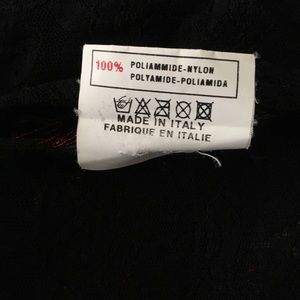 100% POLIAMMIDE-NYLON
POLYAMIDE-POLIAMIDA
MADE IN ITALY
FABRIQUE EN ITALIE